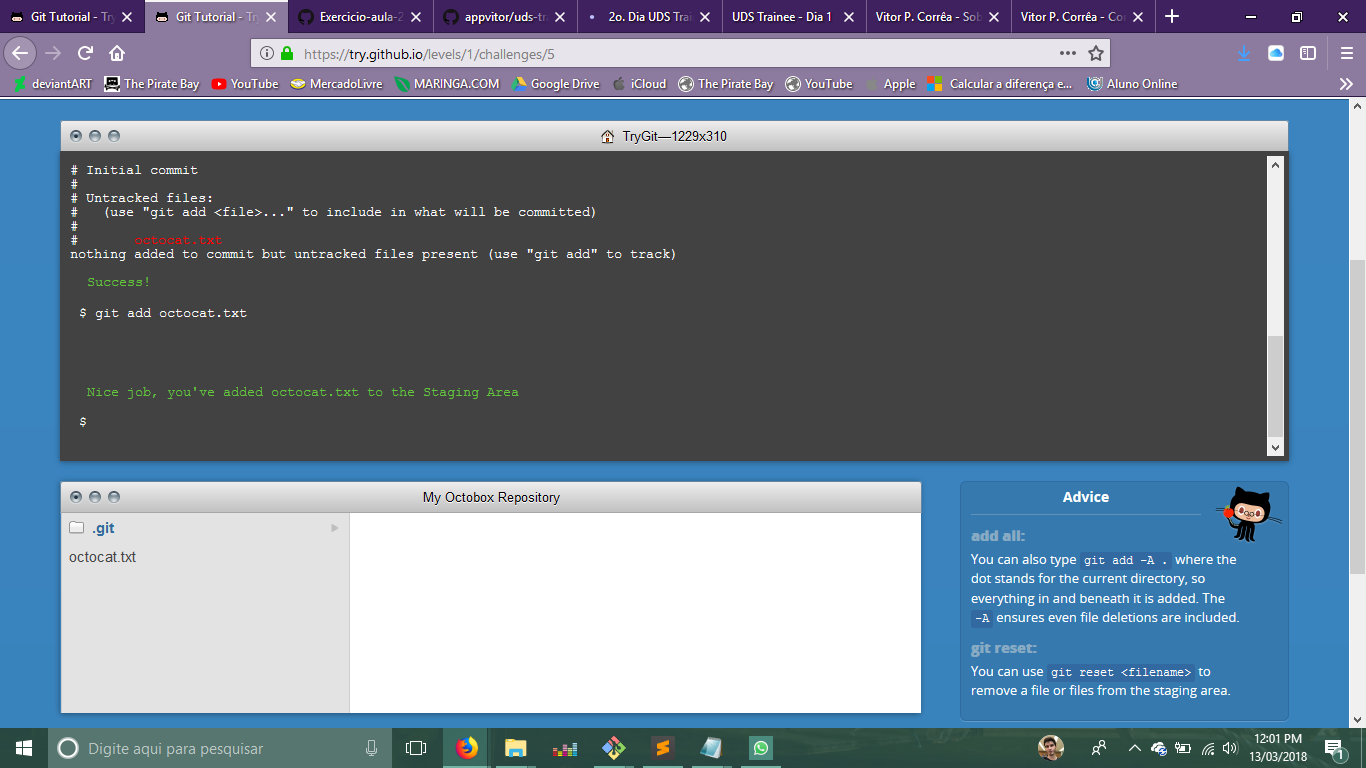 Git Tutorial - Try
Git Tutorial - Try
Exercicio-aula-2
appvitor/uds-tra
2o. Dia UDS Trai
UDS Trainee - Dia 1
Vitor P. Corrêa - Sob
Vitor P. Corrêa - Con
https://try.github.io/levels/1/challenges/5
deviantART
The Pirate Bay
YouTube
MercadoLivre
MARINGA.COM
Google Drive
iCloud
The Pirate Bay
YouTube
Apple
Calcular a diferença e...
Aluno Online
TryGit—1229x310
# Initial commit
#
# Untracked files:
#   (use "git add <file>..." to include in what will be committed)
#
#       octocat.txt
nothing added to commit but untracked files present (use "git add" to track)
Success!
$ git add octocat.txt
Nice job, you've added octocat.txt to the Staging Area
$
My Octobox Repository
.git
octocat.txt
Advice
add all:
You can also type git add -A . where the
dot stands for the current directory, so
everything in and beneath it is added. The
-A ensures even file deletions are included.
git reset:
You can use git reset <filename> to
remove a file or files from the staging area.
Digite aqui para pesquisar
12:01 PM
13/03/2018
1